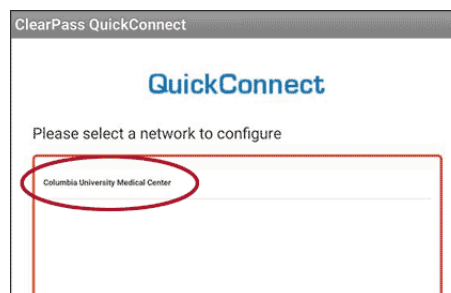 ClearPass QuickConnect
QuickConnect
Please select a network to configure
Columbia University Medical Center